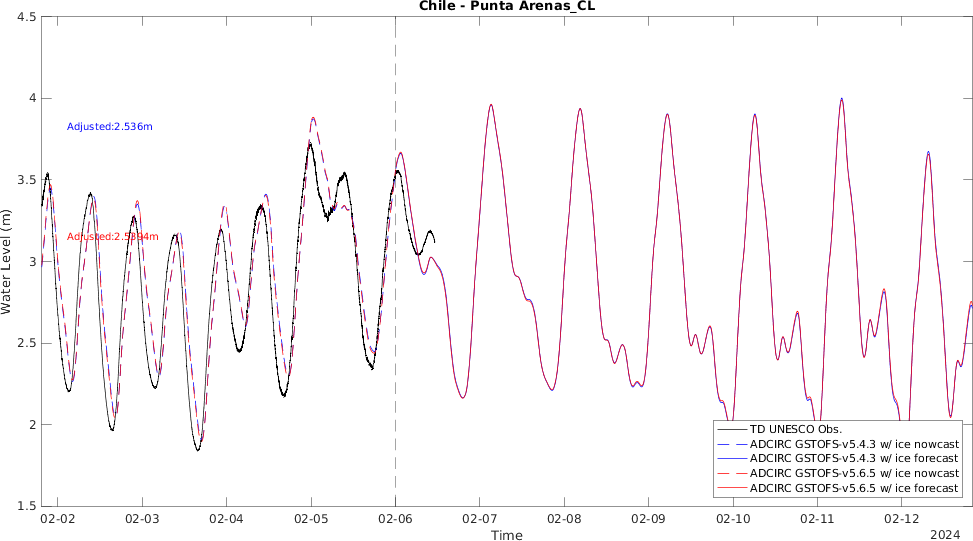 Chile - Punta Arenas_CL
4.5
4
3.5
3
2.5
2
1.5
Water Level (m)
Adjusted:2.536m
TD UNESCO Obs.
ADCIRC GSTOFS-v5.4.3 w/ ice nowcast
ADCIRC GSTOFS-v5.4.3 w/ ice forecast
ADCIRC GSTOFS-v5.6.5 w/ ice nowcast
ADCIRC GSTOFS-v5.6.5 w/ ice forecast
02-02 02-03 02-04 02-05 02-06 02-07 02-08 02-09 02-10 02-11 02-12
Time
2024